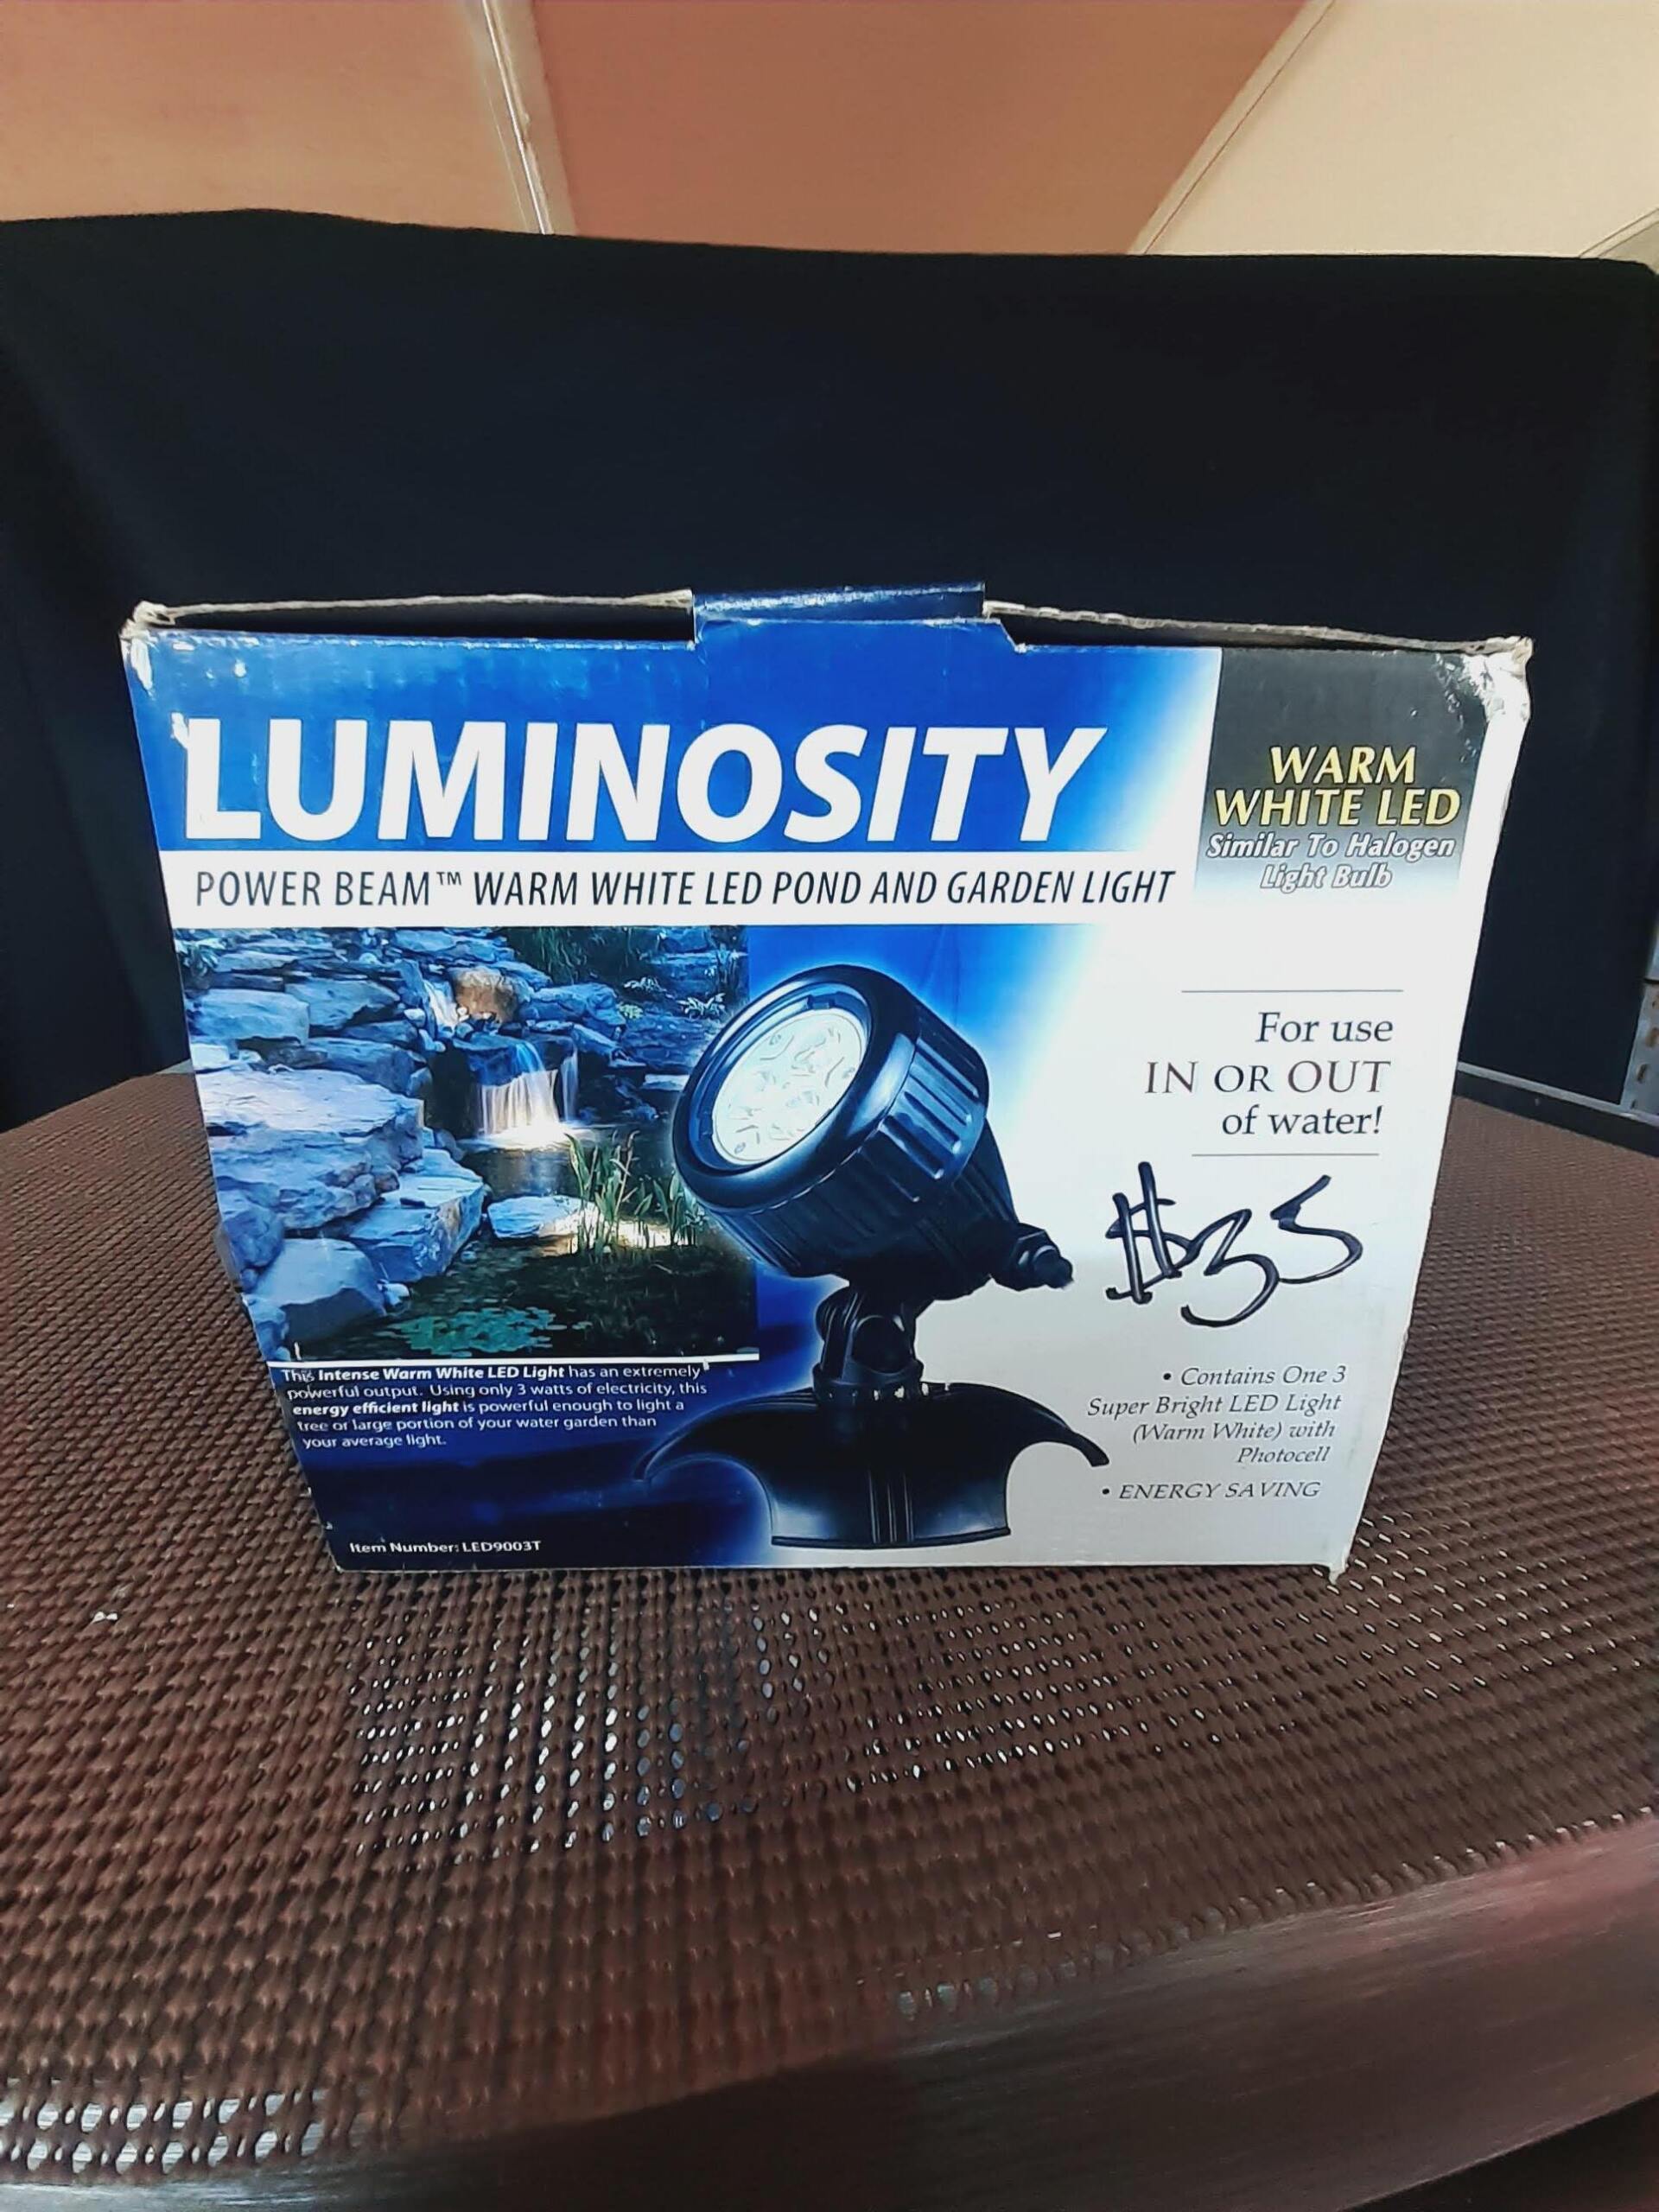 LUMINOSITY
POWER BEAM™ WARM WHITE LED POND AND GARDEN LIGHT
WARM
WHITE LED
Similar To Halogen
Light Bulb
For use
IN OR OUT
of water!
$35
This Intense Warm White LED Light has an extremely
powerful output. Using only 3 watts of electricity, this
energy efficient light is powerful enough to light a
tree or large portion of your water garden than
your average light.
• Contains One 3
Super Bright LED Light
(Warm White) with
Photocell
• ENERGY SAVING
Item Number: LED9003T